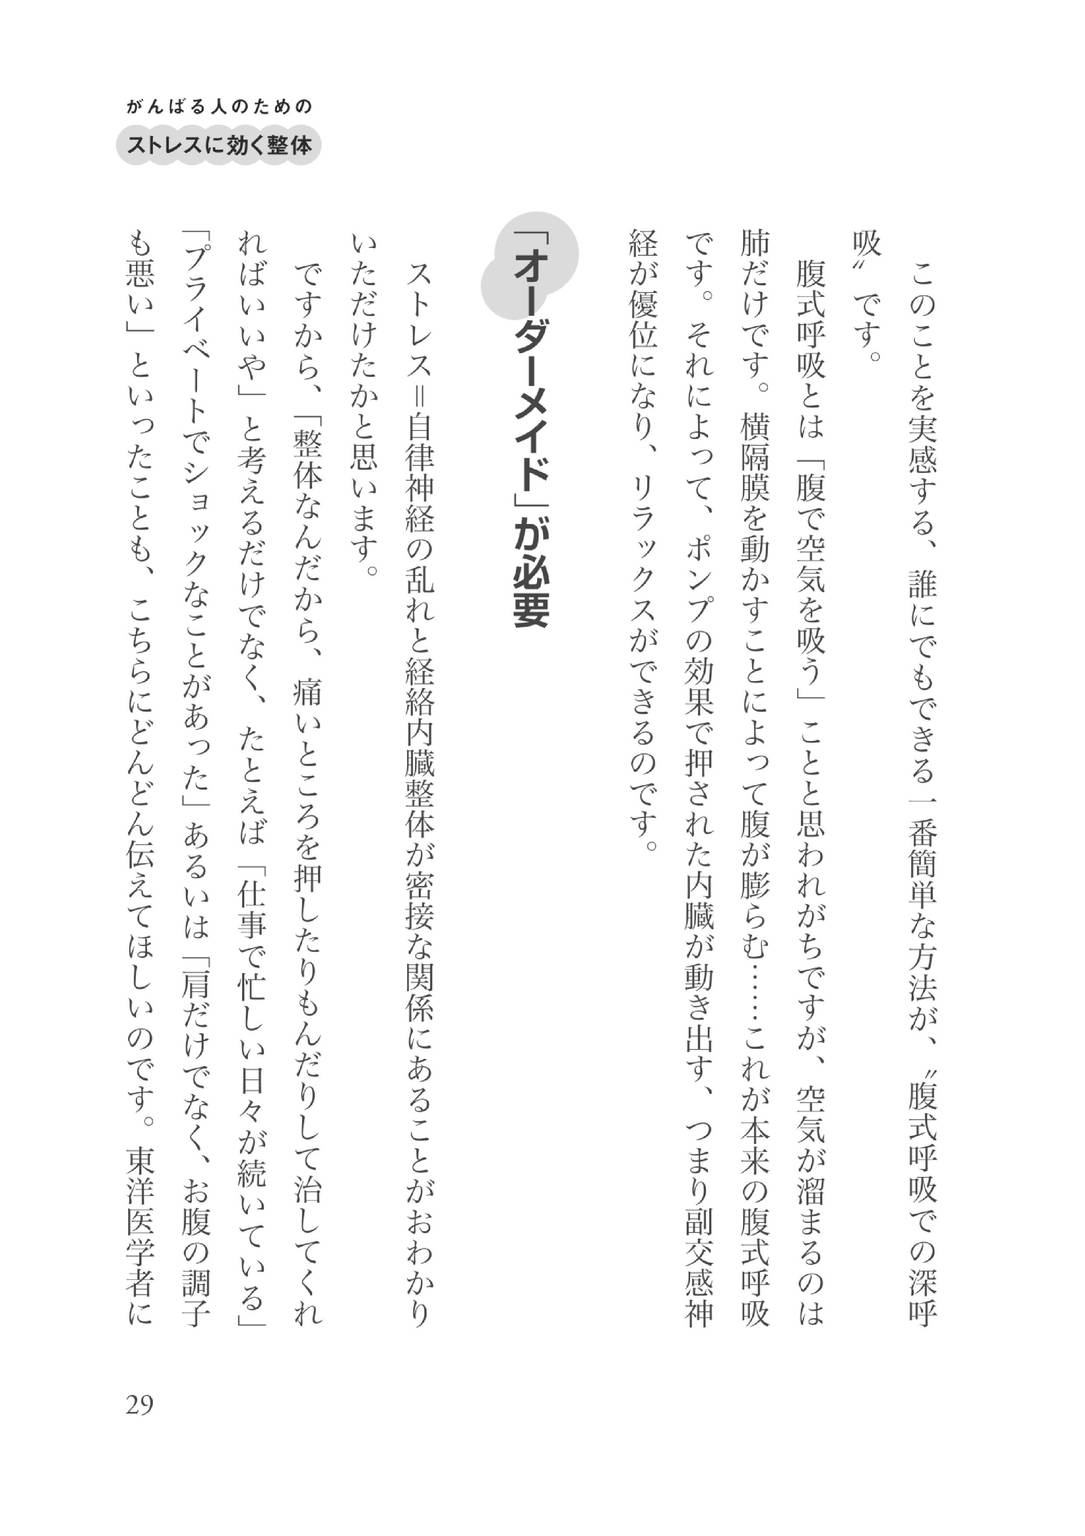 がんばる人のための
ストレスに効く整体
このことを実感する、誰にでもできる一番簡単な方法が、〝腹式呼吸での深呼
吸〟です。
腹式呼吸とは「腹で空気を吸う」ことと思われがちですが、空気が溜まるのは
肺だけです。横隔膜を動かすことによって腹が膨らむ……これが本来の腹式呼吸
です。それによって、ポンプの効果で押された内臓が動き出す、つまり副交感神
経が優位になり、リラックスができるのです。
「オーダーメイド」が必要
ストレス＝自律神経の乱れと経絡内臓整体が密接な関係にあることがおわかり
いただけたかと思います。
ですから、「整体なんだから、痛いところを押したりもんだりして治してくれ
ればいいや」と考えるだけでなく、たとえば「仕事で忙しい日々が続いている」
「プライベートでショックなことがあった」あるいは「肩だけでなく、お腹の調子
も悪い」といったことも、こちらにどんどん伝えてほしいのです。東洋医学者に
29